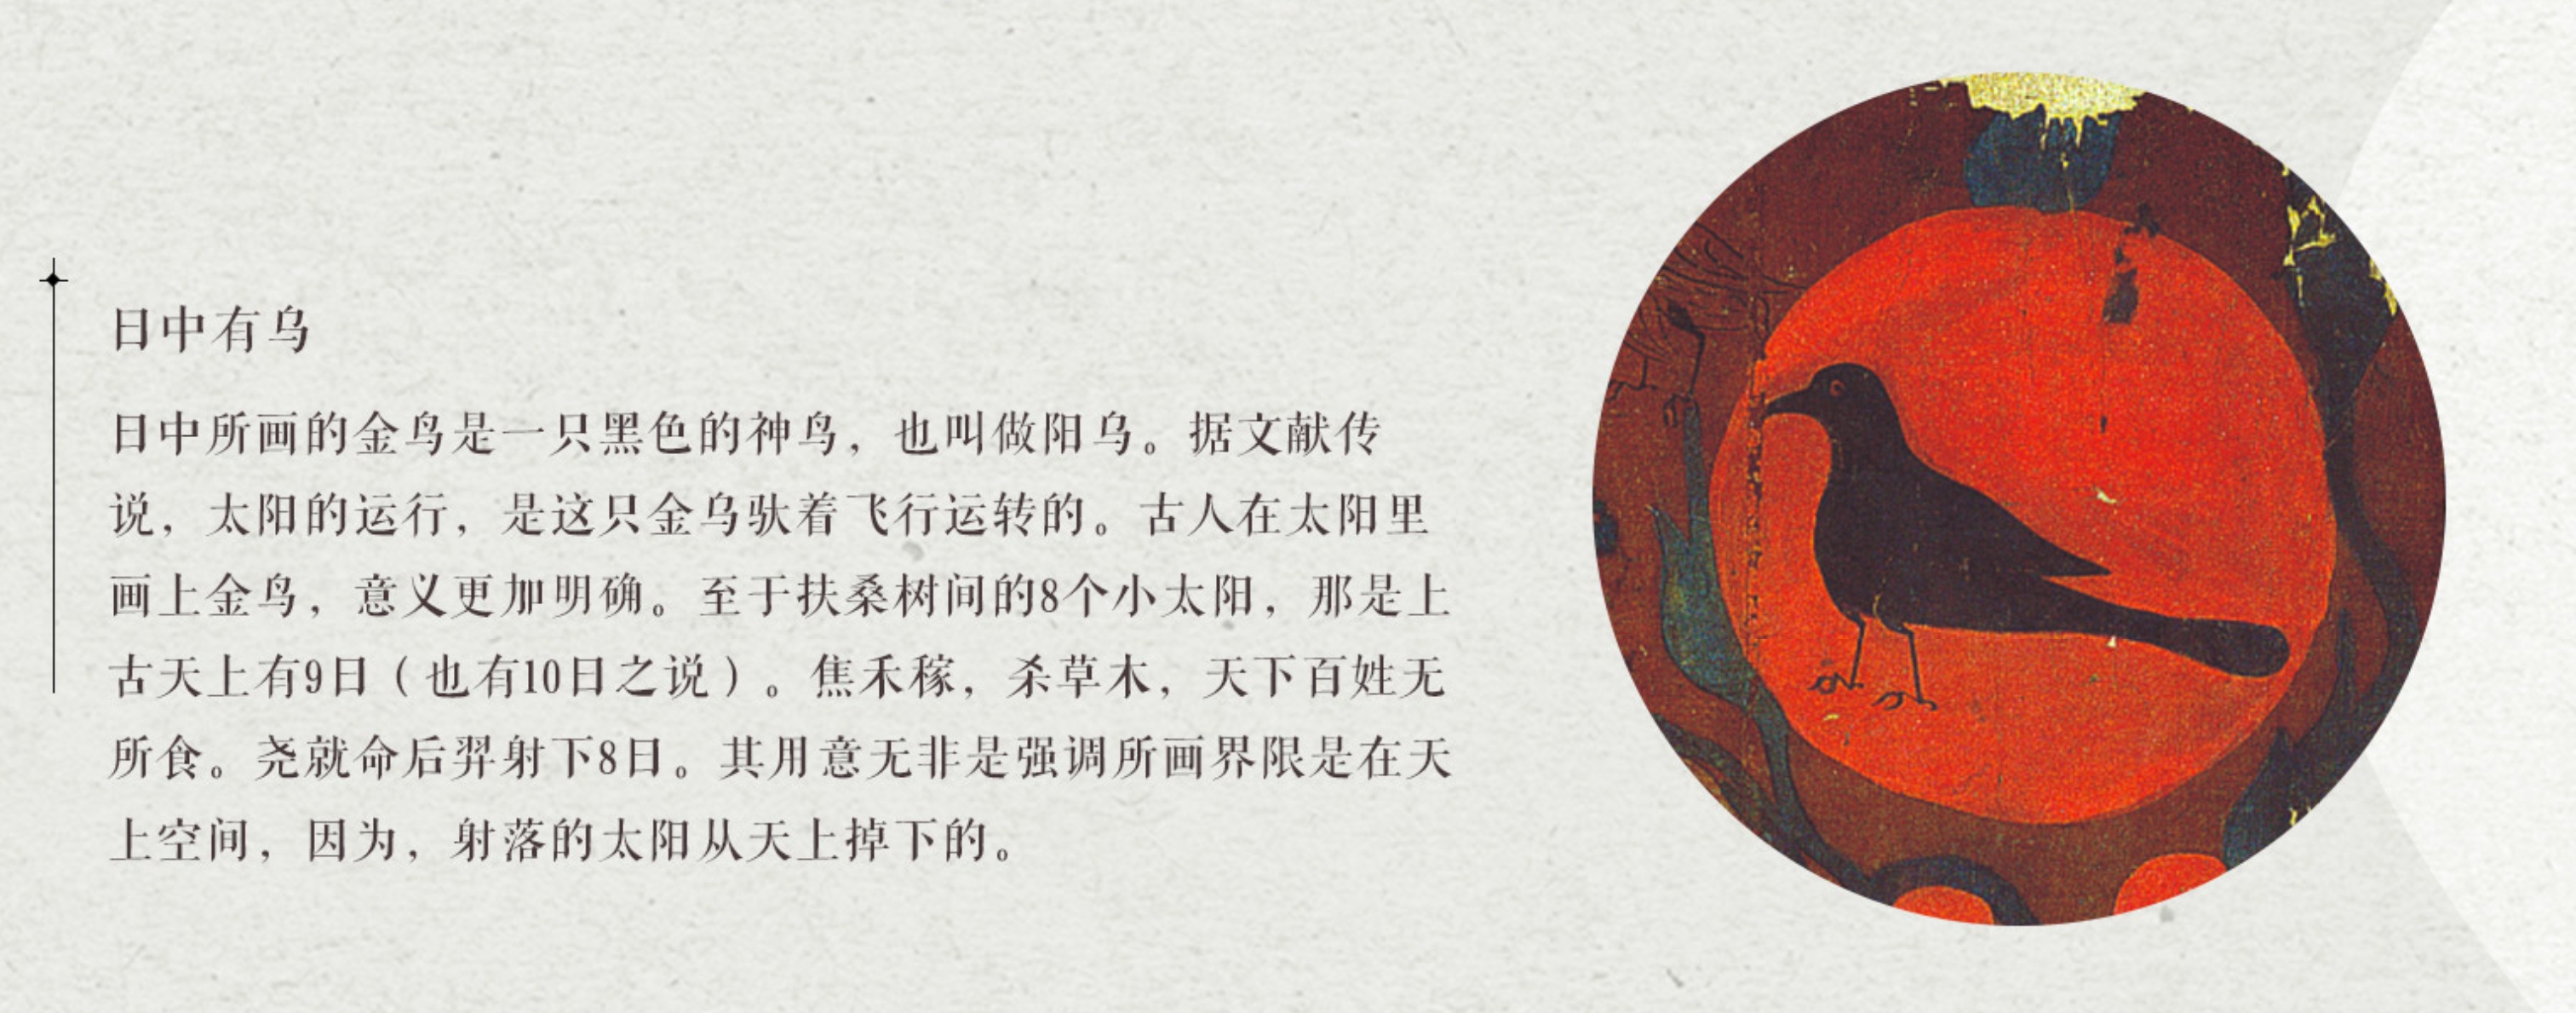 日中有乌
日中所画的金鸟是一只黑色的神鸟，也叫做阳乌。据文献传
说，太阳的运行，是这只金乌驮着飞行运转的。古人在太阳里
画上金鸟，意义更加明确。至于扶桑树间的8个小太阳，那是上
古天上有9日（也有10日之说）。焦禾稼，杀草木，天下百姓无
所食。尧就命后羿射下8日。其用意无非是强调所画界限是在天
上空间，因为，射落的太阳从天上掉下的。